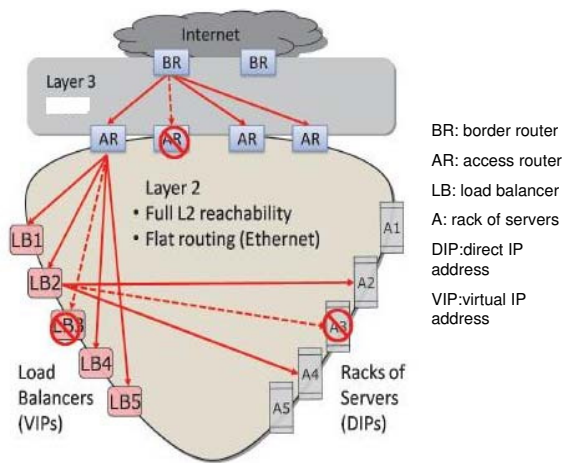 Internet
BR
BR
Layer 3
AR
AR
AR
AR
Layer 2
• Full L2 reachability
• Flat routing (Ethernet)
LB1
LB2
LB3
LB4
LB5
A1
A2
A3
A4
A5
Load
Balancers
(VIPs)
Racks of
Servers
(DIPs)
BR: border router
AR: access router
LB: load balancer
A: rack of servers
DIP:direct IP
address
VIP:virtual IP
address